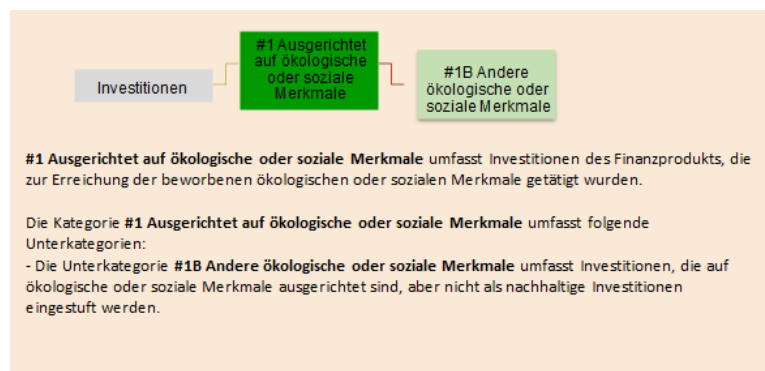 Investitionen
#1 Ausgerichtet
auf ökologische
oder soziale
Merkmale
#1B Andere
ökologische oder
soziale Merkmale
#1 Ausgerichtet auf ökologische oder soziale Merkmale umfasst Investitionen des Finanzprodukts, die
zur Erreichung der beworbenen ökologischen oder sozialen Merkmale getätigt wurden.
Die Kategorie #1 Ausgerichtet auf ökologische oder soziale Merkmale umfasst folgende
Unterkategorien:
- Die Unterkategorie #1B Andere ökologische oder soziale Merkmale umfasst Investitionen, die auf
ökologische oder soziale Merkmale ausgerichtet sind, aber nicht als nachhaltige Investitionen
eingestuft werden.